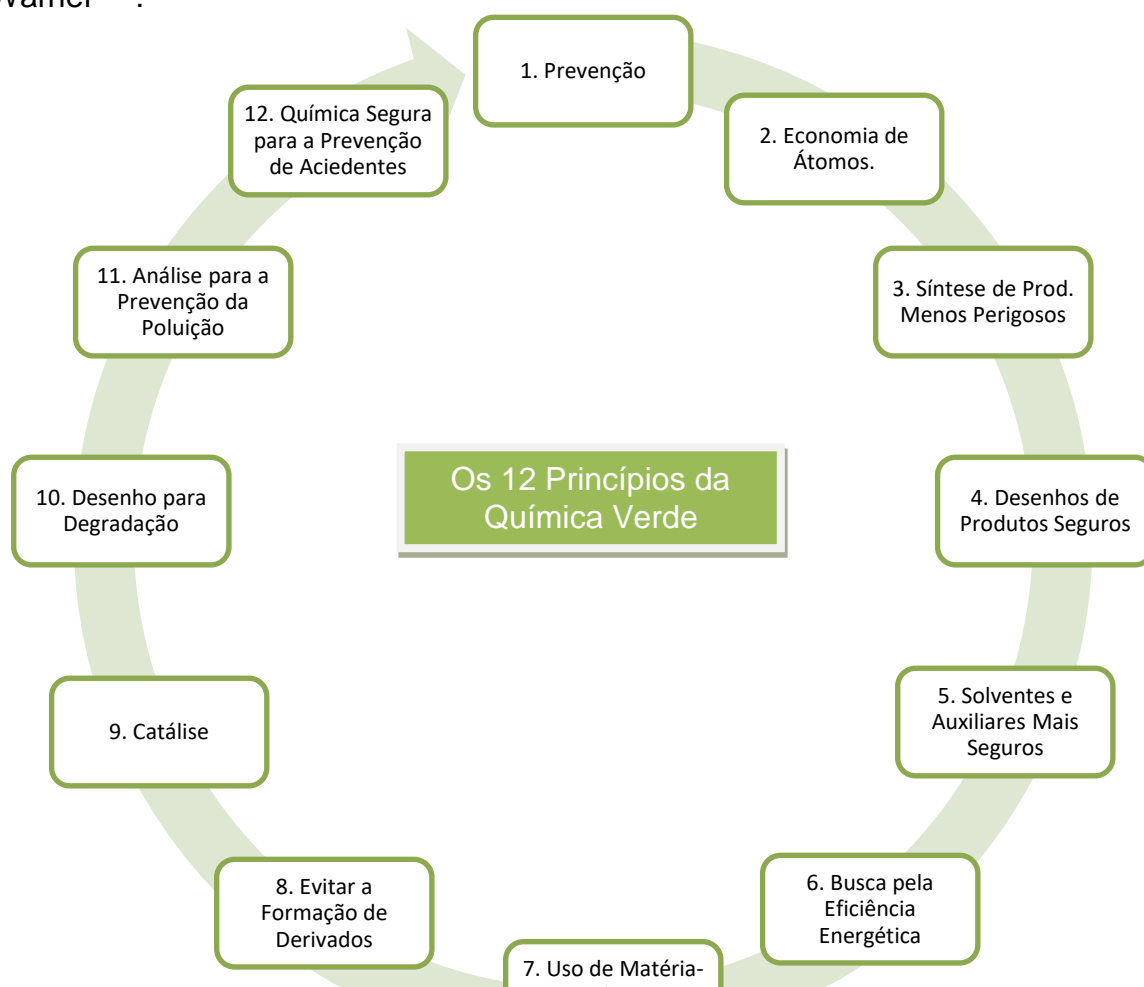 1. Prevenção
2. Economia de
Átomos.
3. Síntese de Prod.
Menos Perigosos
4. Desenhos de
Produtos Seguros
5. Solventes e
Auxiliares Mais
Seguros
6. Busca pela
Eficiência
Energética
7. Uso de Matéria-
8. Evitar a
Formação de
Derivados
9. Catálise
10. Desenho para
Degradação
11. Análise para a
Prevenção da
Poluição
12. Química Segura
para a Prevenção
de Aciedentes
Os 12 Princípios da
Química Verde